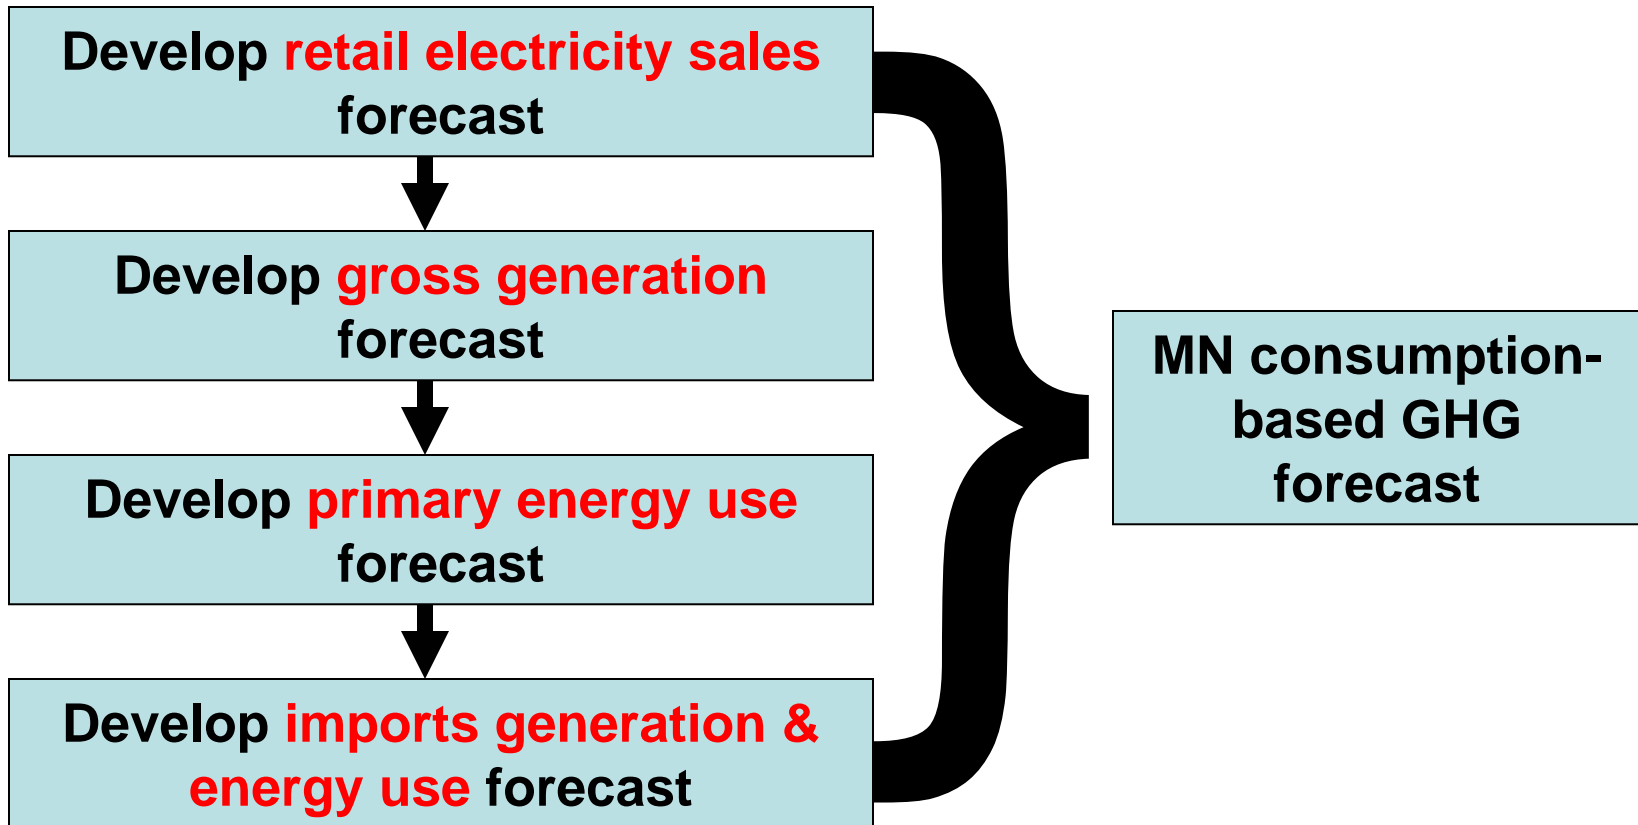 Develop retail electricity sales
forecast
Develop gross generation
forecast
Develop primary energy use
forecast
Develop imports generation &
energy use forecast
MN consumption-
based GHG
forecast